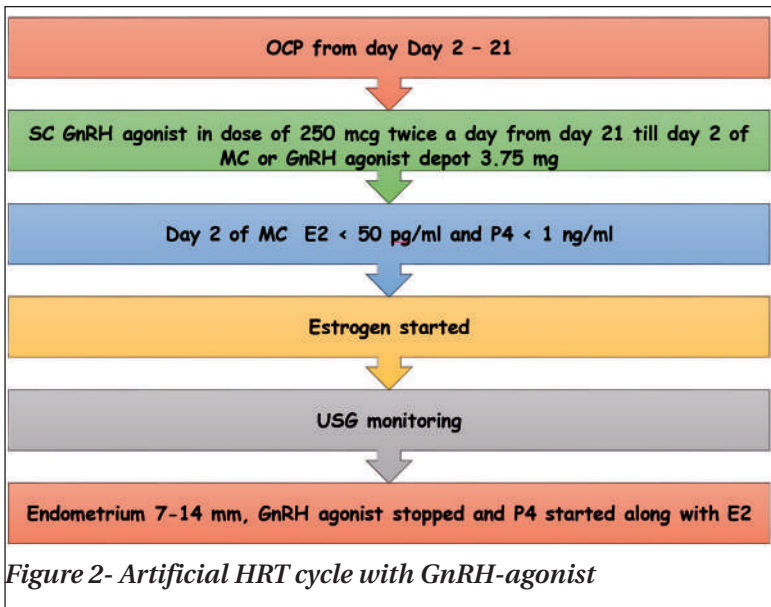 OCP from day Day 2 – 21
SC GnRH agonist in dose of 250 mcg twice a day from day 21 till day 2 of
MC or GnRH agonist depot 3.75 mg
Day 2 of MC E2 < 50 pg/ml and P4 < 1 ng/ml
Estrogen started
USG monitoring
Endometrium 7-14 mm, GnRH agonist stopped and P4 started along with E2
Figure 2- Artificial HRT cycle with GnRH-agonist